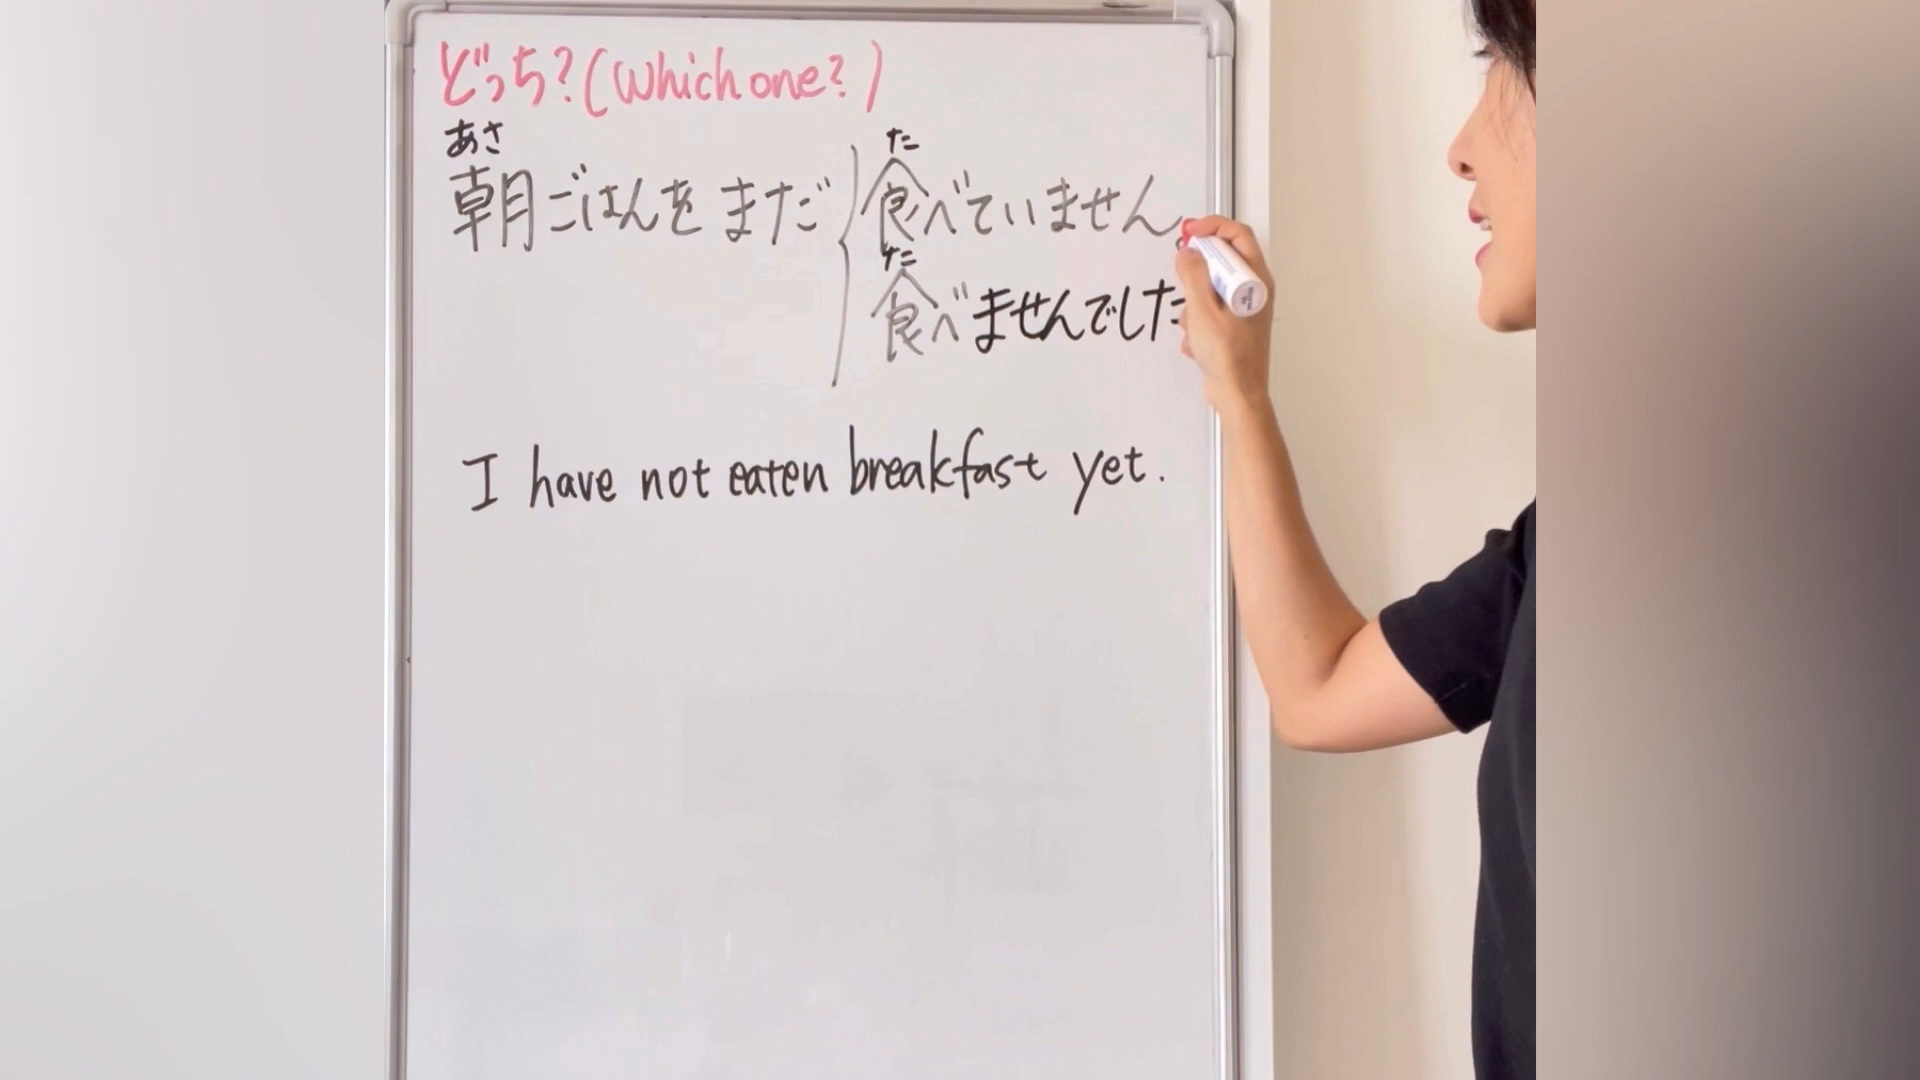 どっち？(Which one?)
あさ
た
朝ごはんをまだ 食べていません。
た
食べませんでした
I have not eaten breakfast yet.